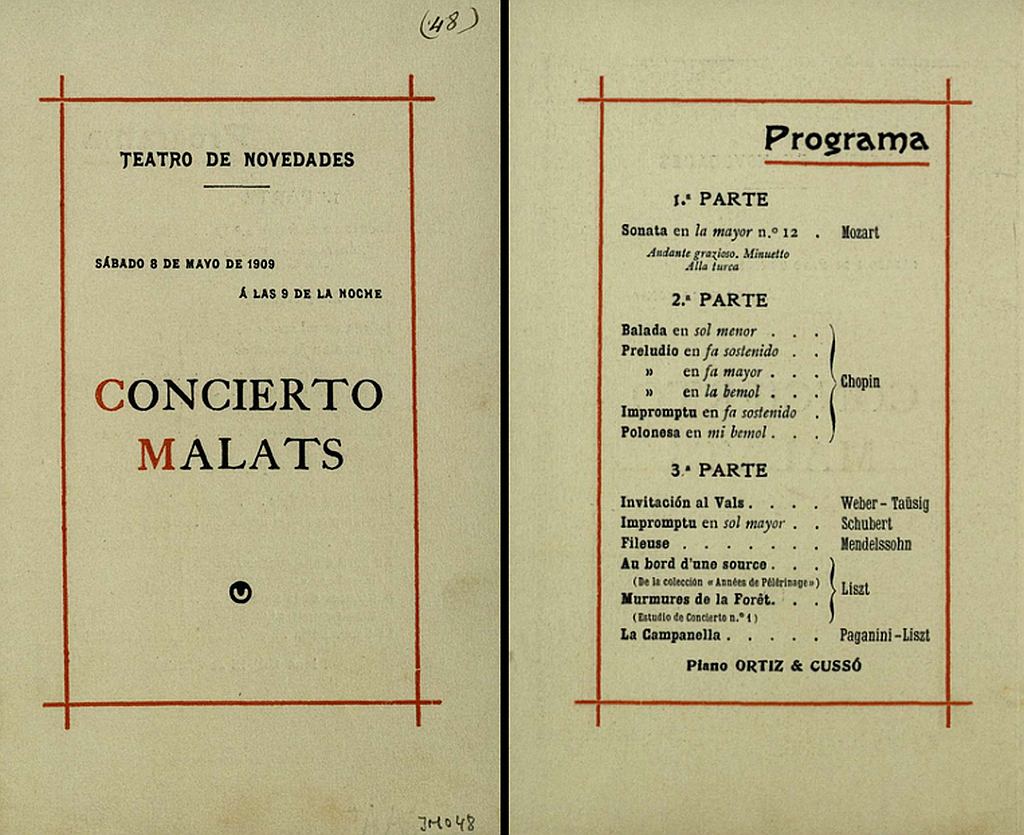 (48)
TEATRO DE NOVEDADES
SÁBADO 8 DE MAYO DE 1909
Á LAS 9 DE LA NOCHE
CONCIERTO
MALATS
JM048
Programa
1.ª PARTE
Sonata en la mayor n.º 12 . Mozart
Andante grazioso. Minuetto
Alla turca
2.ª PARTE
Balada en sol menor . . .
Preludio en fa sostenido . .
» en fa mayor . . .
» en la bemol . . .
Chopin
Impromptu en fa sostenido .
Polonesa en mi bemol . . .
3.ª PARTE
Invitación al Vals . . . . Weber - Taüsig
Impromptu en sol mayor . . Schubert
Fileuse . . . . . . . Mendelssohn
Au bord d'une source . . .
(De la colección «Années de Pélérinage»)
Liszt
Murmures de la Forêt. . .
(Estudio de Concierto n.º 1)
La Campanella . . . . . Paganini - Liszt
Piano ORTIZ & CUSSÓ